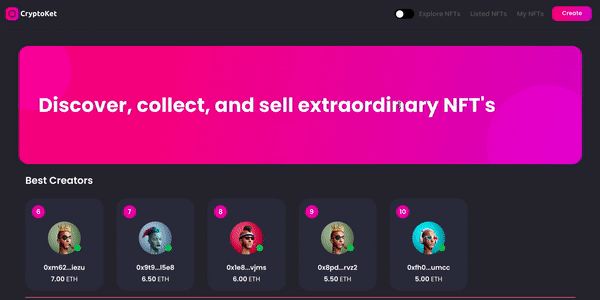 CryptoKet
Explore NFTs
Listed NFTs
My NFTs
Create
Discover, collect, and sell extraordinary NFT's
Best Creators
6
7
8
9
10
0xm62...iezu
0x9t9...l5e8
0x1e8...vjms
0x8pd...rvz2
0xfh0...umcc
7.00 ETH
6.50 ETH
6.00 ETH
5.50 ETH
5.00 ETH